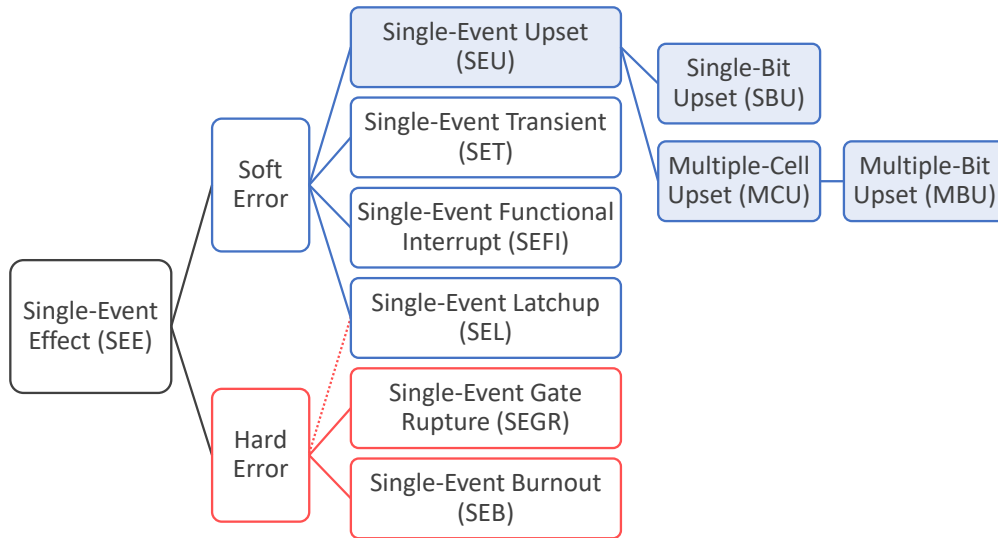 Single-Event
Effect (SEE)
Soft
Error
Hard
Error
Single-Event Upset
(SEU)
Single-Event Transient
(SET)
Single-Event Functional
Interrupt (SEFI)
Single-Event Latchup
(SEL)
Single-Event Gate
Rupture (SEGR)
Single-Event Burnout
(SEB)
Single-Bit
Upset (SBU)
Multiple-Cell
Upset (MCU)
Multiple-Bit
Upset (MBU)